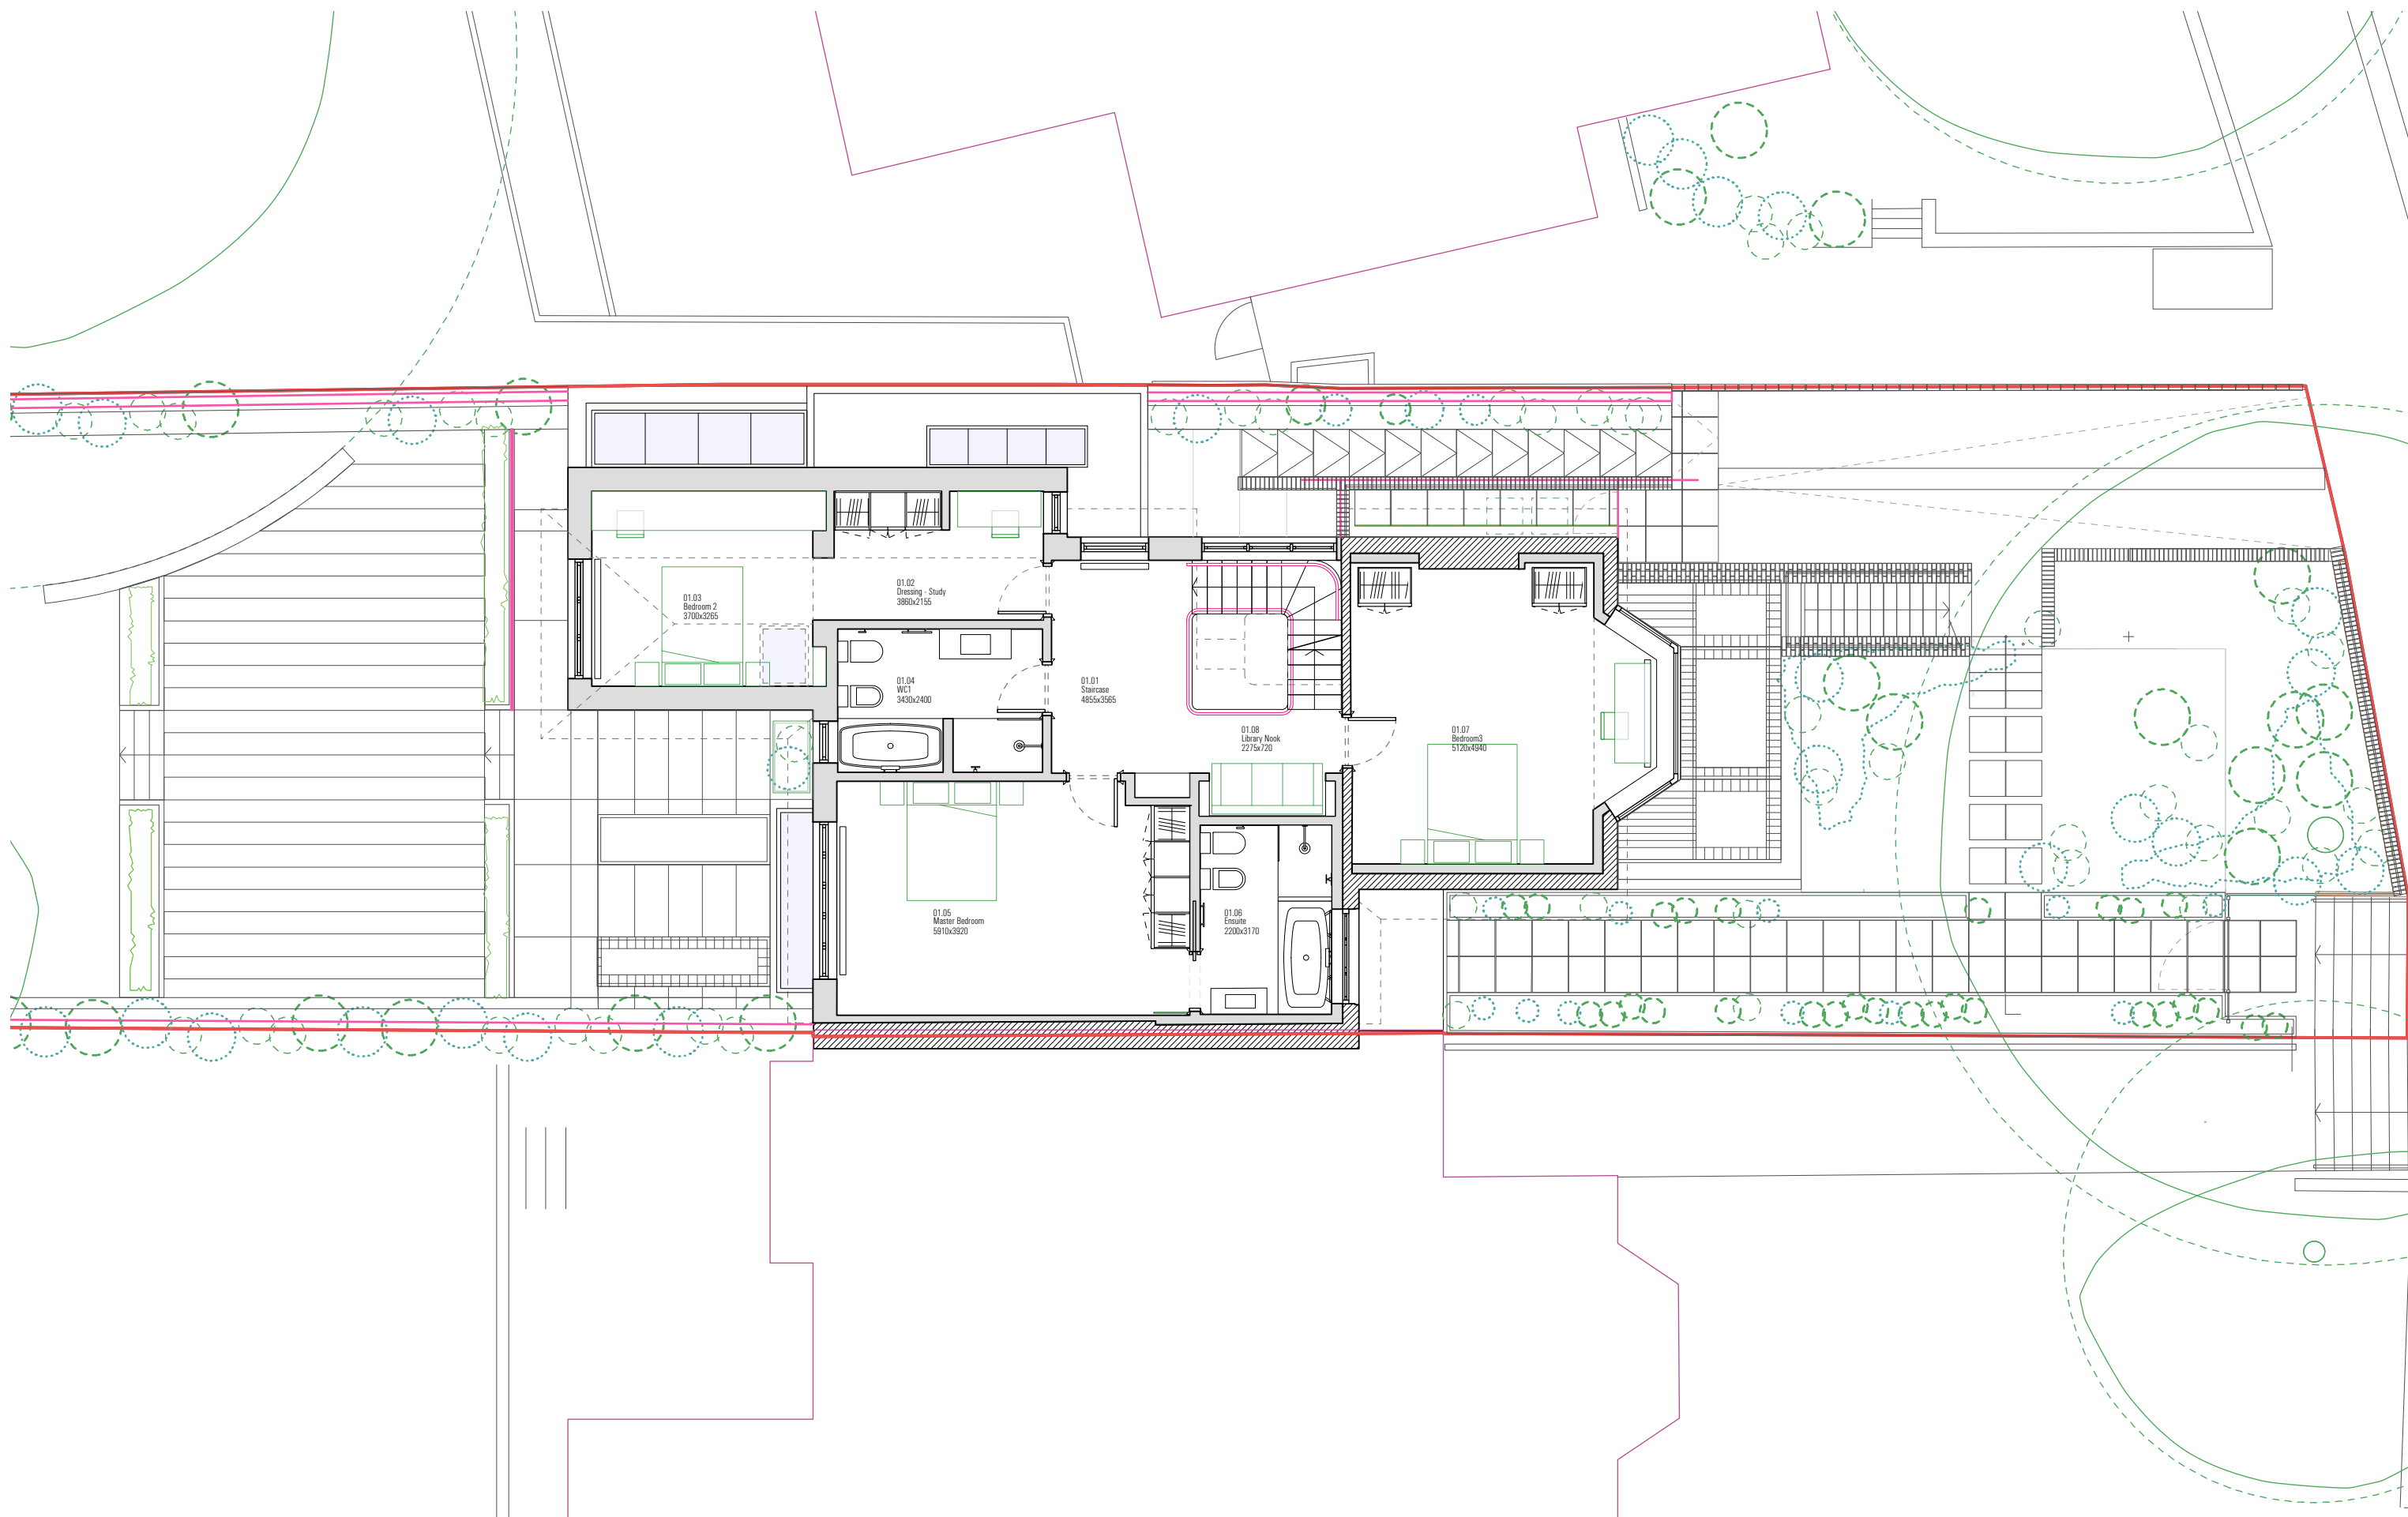 01.02
Dressing - Study
3860x2155
01.03
Bedroom 2
3700x3265
01.04
WC1
3430x2400
01.01
Staircase
4855x3565
01.08
Library Nook
2275x720
01.07
Bedroom3
5120x4940
01.05
Master Bedroom
5910x3920
01.06
Ensuite
2200x3170